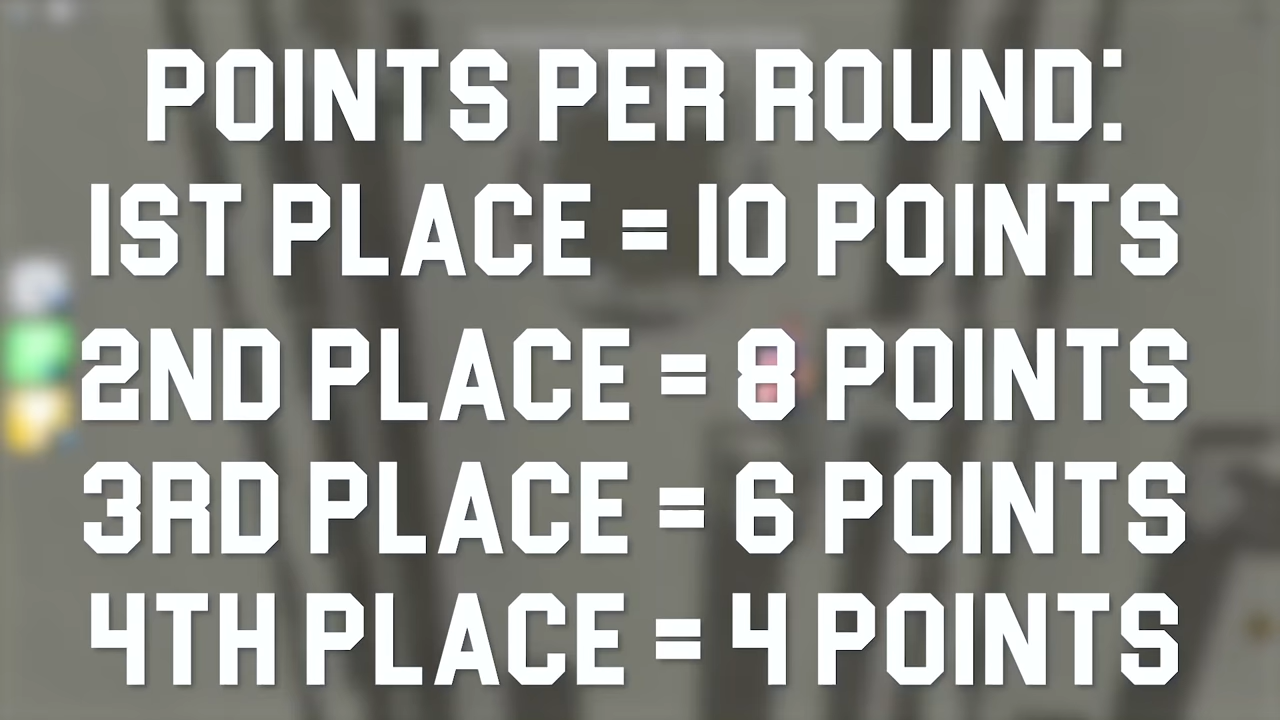 POINTS PER ROUND:
1ST PLACE = 10 POINTS
2ND PLACE = 8 POINTS
3RD PLACE = 6 POINTS
4TH PLACE = 4 POINTS